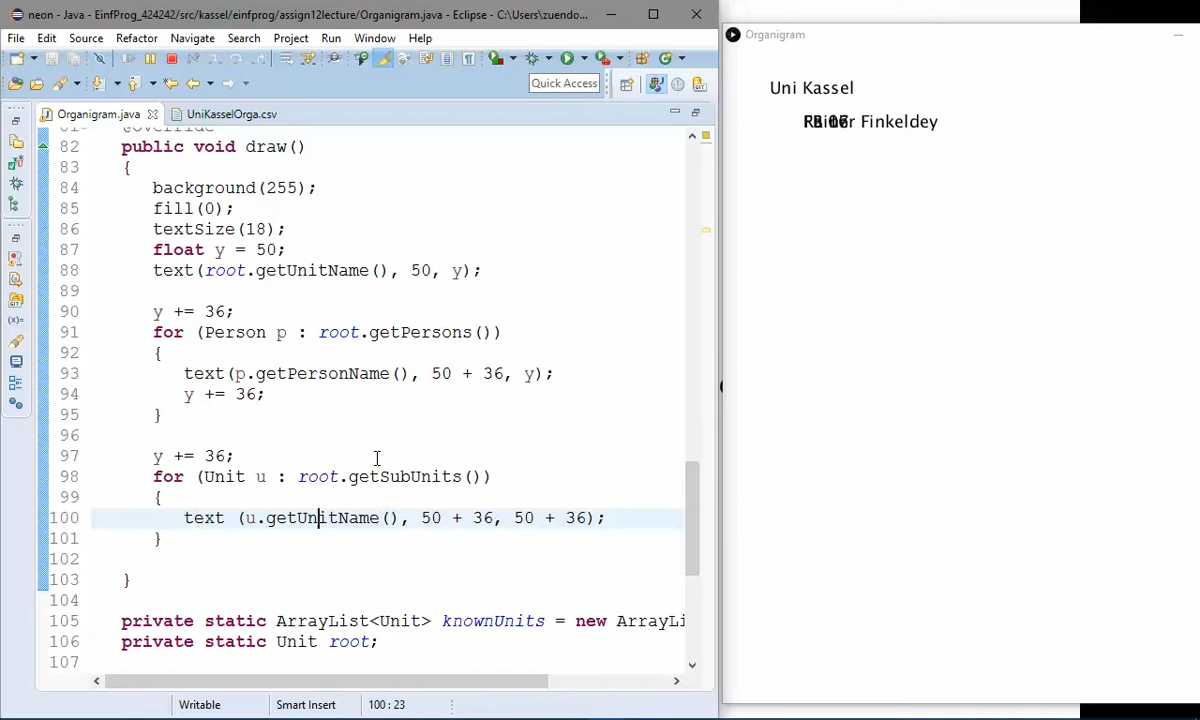 neon - Java - EinfProg_424242/src/kassel/einfprog/assign12lecture/Organigram.java - Eclipse - C:\Users\zuendo...
File Edit Source Refactor Navigate Search Project Run Window Help
Quick Access
Organigram.java
UniKasselOrga.csv
82 public void draw()
83 {
84 background(255);
85 fill(0);
86 textSize(18);
87 float y = 50;
88 text(root.getUnitName(), 50, y);
89
90 y += 36;
91 for (Person p : root.getPersons())
92 {
93 text(p.getPersonName(), 50 + 36, y);
94 y += 36;
95 }
96
97 y += 36;
98 for (Unit u : root.getSubUnits())
99 {
100 text (u.getUnitName(), 50 + 36, 50 + 36);
101 }
102
103 }
104
105 private static ArrayList<Unit> knownUnits = new ArrayLi
106 private static Unit root;
107
Writable Smart Insert 100 : 23
Organigram
Uni Kassel
Finkeldey